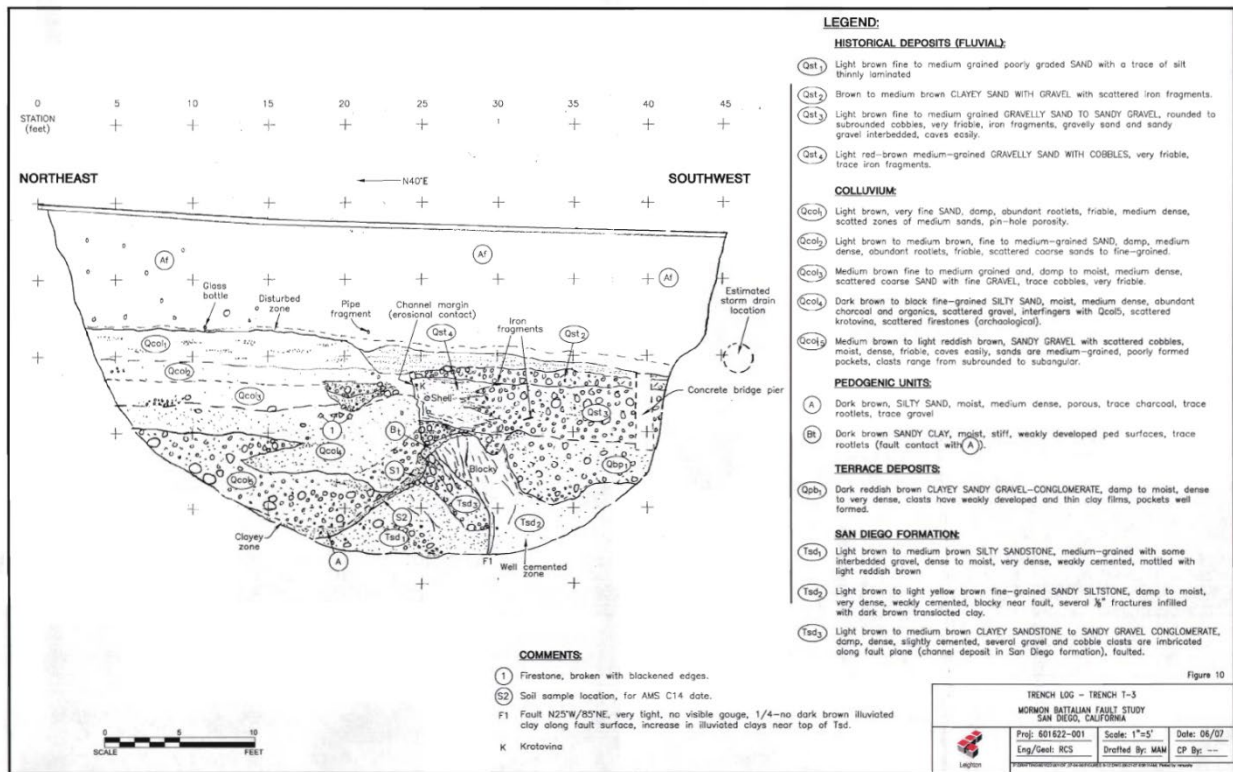 0 5 10 15 20 25 30 35 40 45
STATION
(feet)
NORTHEAST
N40°E
SOUTHWEST
Af
Af
Af
Glass
bottle
Disturbed
zone
Pipe
fragment
Channel margin
(erosional contact)
Iron
fragments
Estimated
storm drain
location
Qst4
Qst2
Qcol1
Qcol2
Qcol3
K
Shell
Qst3
Concrete bridge pier
1
Bt
Qcol4
S1
Blocky
Qbp1
Qcol5
Tsd3
S2
Tsd2
Tsd1
Clayey
zone
A
F1
Well cemented
zone
LEGEND:
HISTORICAL DEPOSITS (FLUVIAL):
Qst1 Light brown fine to medium grained poorly graded SAND with a trace of silt
thinnly laminated
Qst2 Brown to medium brown CLAYEY SAND WITH GRAVEL with scattered iron fragments.
Qst3 Light brown fine to medium grained GRAVELLY SAND TO SANDY GRAVEL, rounded to
subrounded cobbles, very friable, iron fragments, gravelly sand and sandy
gravel interbedded, caves easily.
Qst4 Light red-brown medium-grained GRAVELLY SAND WITH COBBLES, very friable,
trace iron fragments.
COLLUVIUM:
Qcol1 Light brown, very fine SAND, damp, abundant rootlets, friable, medium dense,
scatted zones of medium sands, pin-hole porosity.
Qcol2 Light brown to medium brown, fine to medium-grained SAND, damp, medium
dense, abundant rootlets, friable, scattered coarse sands to fine-grained.
Qcol3 Medium brown fine to medium grained and, damp to moist, medium dense,
scattered coarse SAND with fine GRAVEL, trace cobbles, very friable.
Qcol4 Dark brown to black fine-grained SILTY SAND, moist, medium dense, abundant
charcoal and organics, scattered gravel, interfingers with Qcol5, scattered
krotovina, scattered firestones (archaological).
Qcol5 Medium brown to light reddish brown, SANDY GRAVEL with scattered cobbles,
moist, dense, friable, caves easily, sands are medium-grained, poorly formed
pockets, clasts range from subrounded to subangular.
PEDOGENIC UNITS:
A Dark brown, SILTY SAND, moist, medium dense, porous, trace charcoal, trace
rootlets, trace gravel
Bt Dark brown SANDY CLAY, moist, stiff, weakly developed ped surfaces, trace
rootlets (fault contact with A).
TERRACE DEPOSITS:
Qpb1 Dark reddish brown CLAYEY SANDY GRAVEL-CONGLOMERATE, damp to moist, dense
to very dense, clasts have weakly developed and thin clay films, pockets well
formed.
SAN DIEGO FORMATION:
Tsd1 Light brown to medium brown SILTY SANDSTONE, medium-grained with some
interbedded gravel, dense to moist, very dense, weakly cemented, mottled with
light reddish brown
Tsd2 Light brown to light yellow brown fine-grained SANDY SILTSTONE, damp to moist,
very dense, weakly cemented, blocky near fault, several 1/8" fractures infilled
with dark brown translocted clay.
Tsd3 Light brown to medium brown CLAYEY SANDSTONE to SANDY GRAVEL CONGLOMERATE,
damp, dense, slightly cemented, several gravel and cobble clasts are imbricated
along fault plane (channel deposit in San Diego formation), faulted.
COMMENTS:
1 Firestone, broken with blackened edges.
S2 Soil sample location, for AMS C14 date.
F1 Fault N25°W/85°NE, very tight, no visible gouge, 1/4-no dark brown illuviated
clay along fault surface, increase in illuviated clays near top of Tsd.
K Krotovina
0 5 10
SCALE FEET
Figure 10
TRENCH LOG - TRENCH T-3
MORMON BATTALIAN FAULT STUDY
SAN DIEGO, CALIFORNIA
Leighton
Proj: 601622-001 Scale: 1"=5' Date: 06/07
Eng/Geol: RCS Drafted By: MAM CP By: --